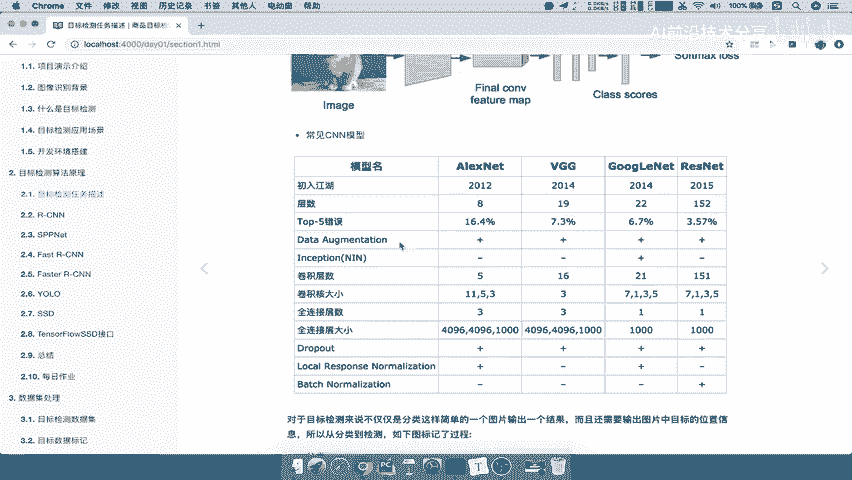 Chrome 文件 修改 视图 历史记录 书签 其他人 电动窗 帮助 100%
目标检测任务描述 | 商品目标检
AI前沿技术分享
localhost:4000/day01/section1.html
1.1. 项目演示介绍
1.2. 图像识别背景
1.3. 什么是目标检测
1.4. 目标检测应用场景
1.5. 开发环境搭建
2. 目标检测算法原理
2.1. 目标检测任务描述
2.2. R-CNN
2.3. SPPNet
2.4. Fast R-CNN
2.5. Faster R-CNN
2.6. YOLO
2.7. SSD
2.8. TensorFlowSSD接口
2.9. 总结
2.10. 每日作业
3. 数据集处理
3.1. 目标检测数据集
3.2. 目标数据标记
Image
Final conv
feature map
Class scores
Softmax loss
• 常见CNN模型
模型名 AlexNet VGG GoogLeNet ResNet
初入江湖 2012 2014 2014 2015
层数 8 19 22 152
Top-5错误 16.4% 7.3% 6.7% 3.57%
Data Augmentation + + + +
Inception(NIN) - - + -
卷积层数 5 16 21 151
卷积核大小 11,5,3 3 7,1,3,5 7,1,3,5
全连接层数 3 3 1 1
全连接层大小 4096,4096,1000 4096,4096,1000 1000 1000
Dropout + + + +
Local Response Normalization + - + -
Batch Normalization - - - +
对于目标检测来说不仅仅是分类这样简单的一个图片输出一个结果，而且还需要输出图片中目标的位置信
息，所以从分类到检测，如下图标记了过程：